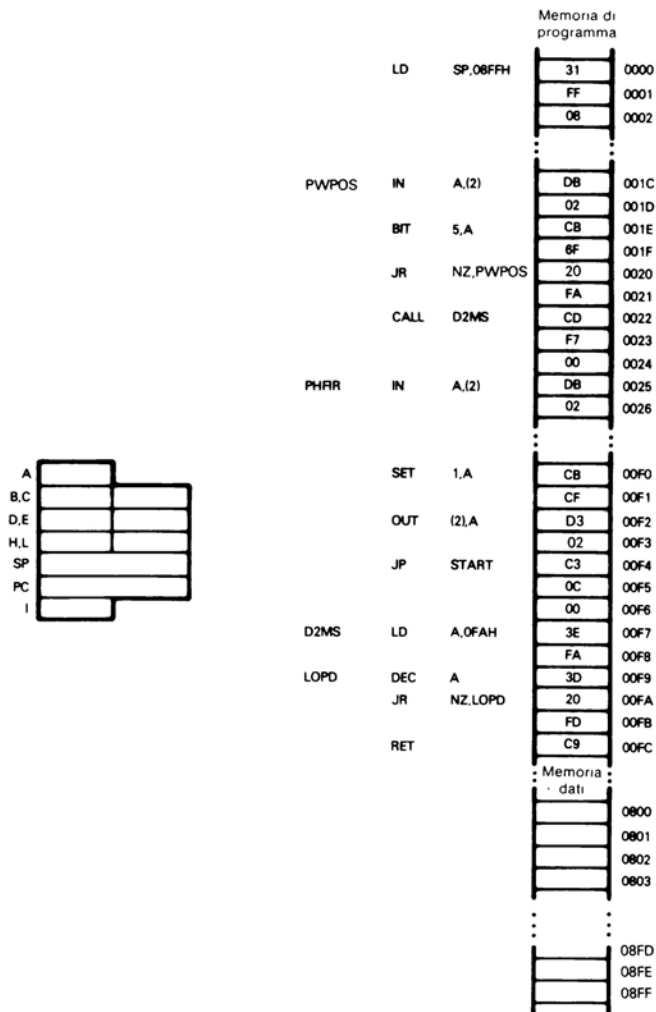 Memoria di
programma
LD SP,08FFH 31 0000
FF 0001
08 0002
PWPOS IN A,(2) DB 001C
02 001D
BIT 5,A CB 001E
6F 001F
JR NZ,PWPOS 20 0020
FA 0021
CALL D2MS CD 0022
F7 0023
00 0024
PHFIR IN A,(2) DB 0025
02 0026
A
B,C
D,E
H,L
SP
PC
I
SET 1,A CB 00F0
CF 00F1
OUT (2),A D3 00F2
02 00F3
JP START C3 00F4
0C 00F5
00 00F6
D2MS LD A,0FAH 3E 00F7
FA 00F8
LOPD DEC A 3D 00F9
JR NZ,LOPD 20 00FA
FD 00FB
RET C9 00FC
Memoria
dati
0800
0801
0802
0803
08FD
08FE
08FF